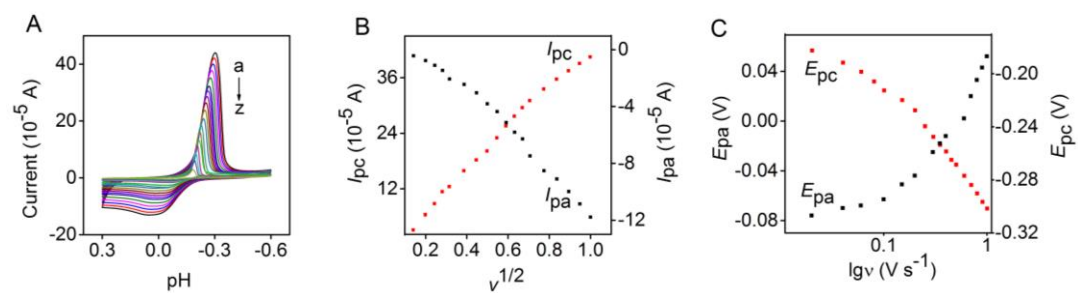 A
B
C
Current (10⁻⁵ A)
40
20
0
-20
a
z
0.3
0.0
-0.3
-0.6
pH
Iₚc (10⁻⁵ A)
36
24
12
Iₚc
Iₚa
0
-4
-8
-12
Iₚa (10⁻⁵ A)
0.2
0.4
0.6
0.8
1.0
v¹/²
Eₚa (V)
0.04
0.00
-0.04
-0.08
Eₚc
Eₚa
-0.20
-0.24
-0.28
-0.32
Eₚc (V)
0.1
1
lgν (V s⁻¹)